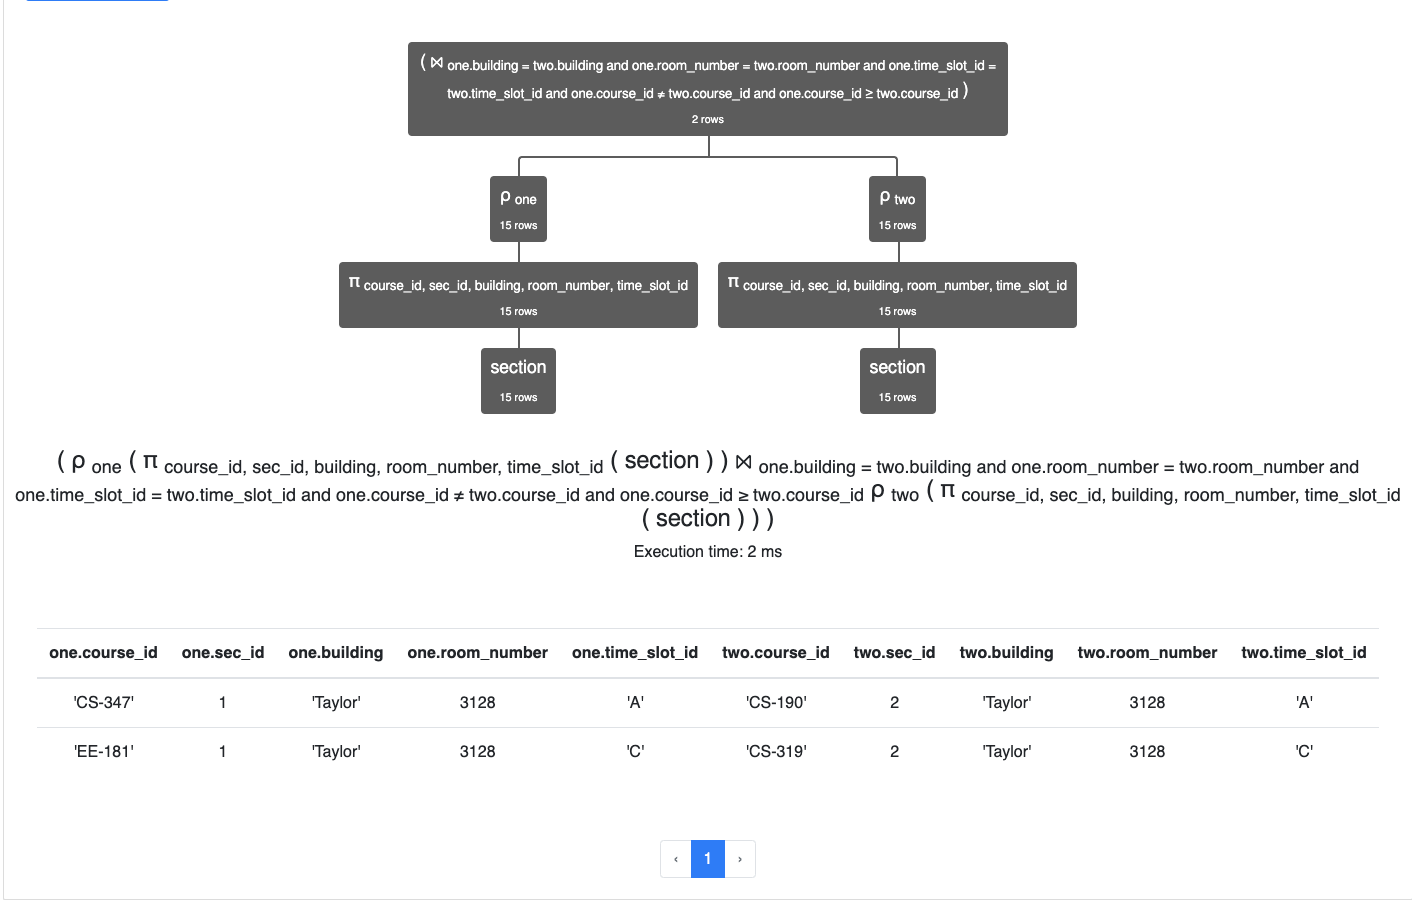 ( ⋈ one.building = two.building and one.room_number = two.room_number and one.time_slot_id =
two.time_slot_id and one.course_id ≠ two.course_id and one.course_id ≥ two.course_id )
2 rows
ρ one
15 rows
ρ two
15 rows
π course_id, sec_id, building, room_number, time_slot_id
15 rows
π course_id, sec_id, building, room_number, time_slot_id
15 rows
section
15 rows
section
15 rows
( ρ one ( π course_id, sec_id, building, room_number, time_slot_id ( section ) ) ⋈ one.building = two.building and one.room_number = two.room_number and
one.time_slot_id = two.time_slot_id and one.course_id ≠ two.course_id and one.course_id ≥ two.course_id ρ two ( π course_id, sec_id, building, room_number, time_slot_id
( section ) ) )
Execution time: 2 ms
one.course_id one.sec_id one.building one.room_number one.time_slot_id two.course_id two.sec_id two.building two.room_number two.time_slot_id
'CS-347' 1 'Taylor' 3128 'A' 'CS-190' 2 'Taylor' 3128 'A'
'EE-181' 1 'Taylor' 3128 'C' 'CS-319' 2 'Taylor' 3128 'C'
‹ 1 ›